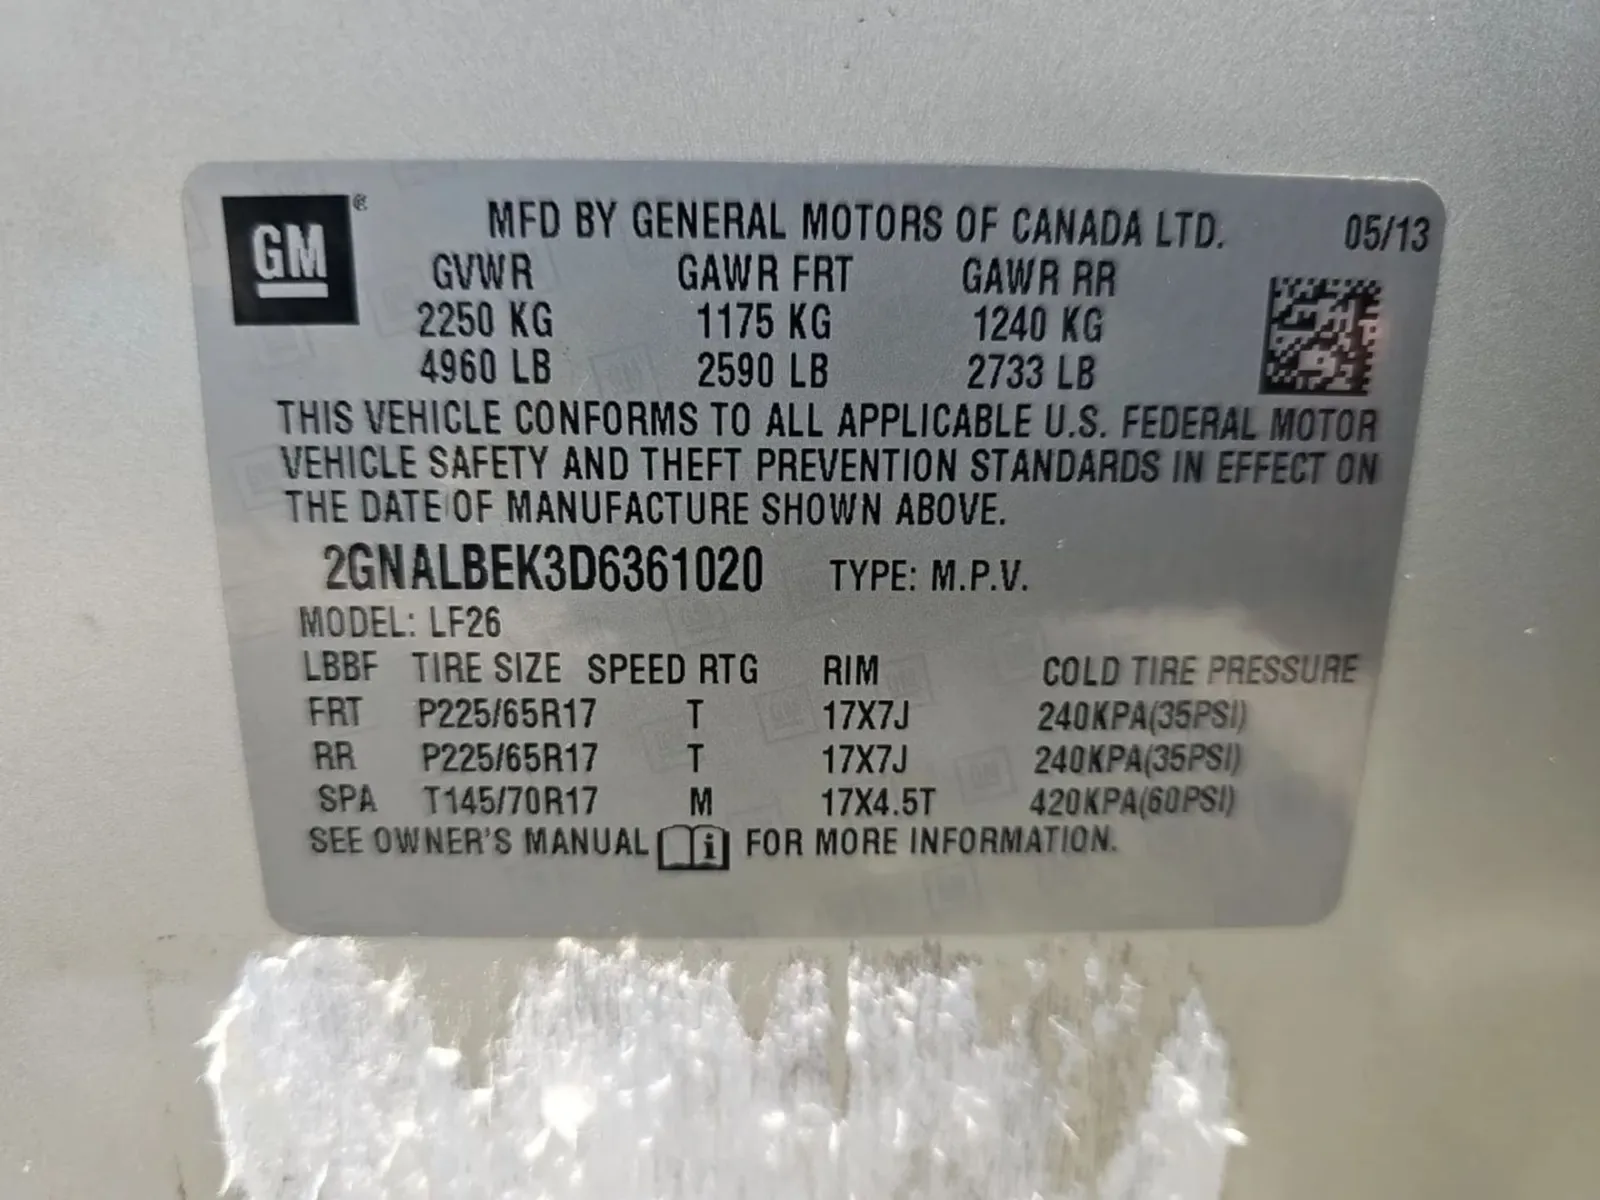 GM ® MFD BY GENERAL MOTORS OF CANADA LTD. 05/13
GVWR GAWR FRT GAWR RR
2250 KG 1175 KG 1240 KG
4960 LB 2590 LB 2733 LB
THIS VEHICLE CONFORMS TO ALL APPLICABLE U.S. FEDERAL MOTOR
VEHICLE SAFETY AND THEFT PREVENTION STANDARDS IN EFFECT ON
THE DATE OF MANUFACTURE SHOWN ABOVE.
2GNALBEK3D6361020 TYPE: M.P.V.
MODEL: LF26
LBBF TIRE SIZE SPEED RTG RIM COLD TIRE PRESSURE
FRT P225/65R17 T 17X7J 240KPA(35PSI)
RR P225/65R17 T 17X7J 240KPA(35PSI)
SPA T145/70R17 M 17X4.5T 420KPA(60PSI)
SEE OWNER'S MANUAL i FOR MORE INFORMATION.